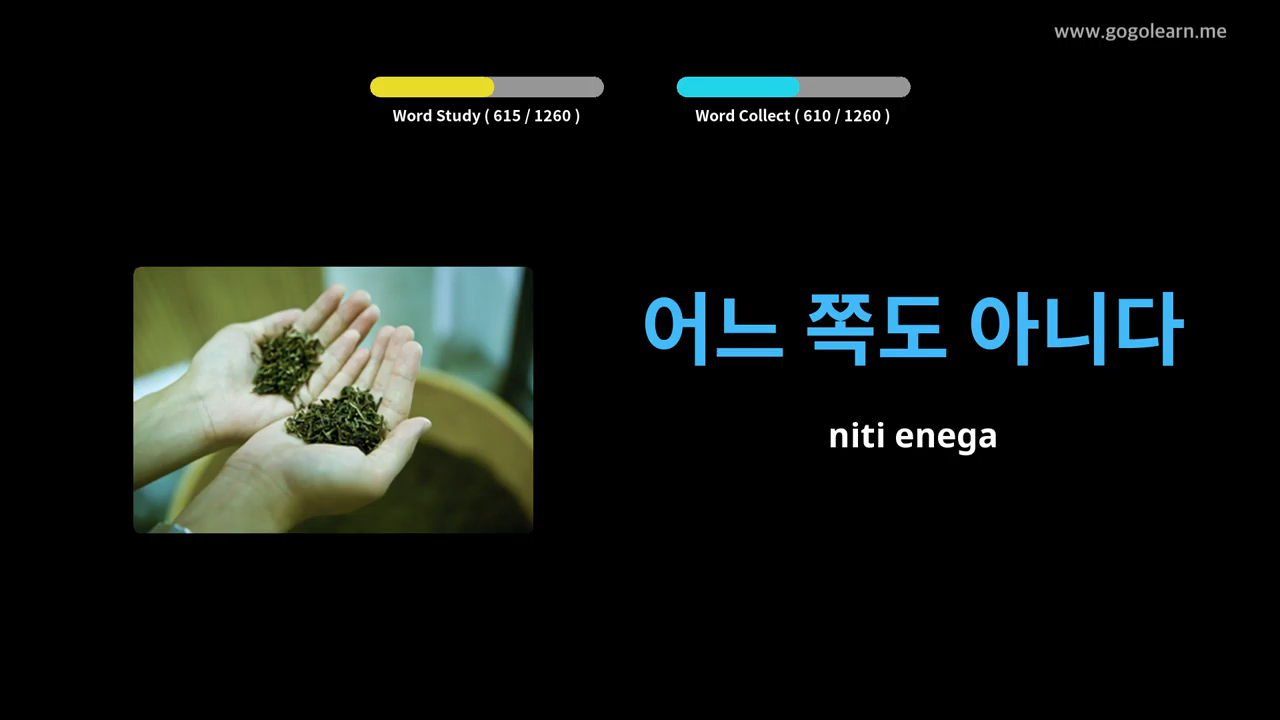 www.gogolearn.me
Word Study ( 615 / 1260 )
Word Collect ( 610 / 1260 )
어느 쪽도 아니다
niti enega